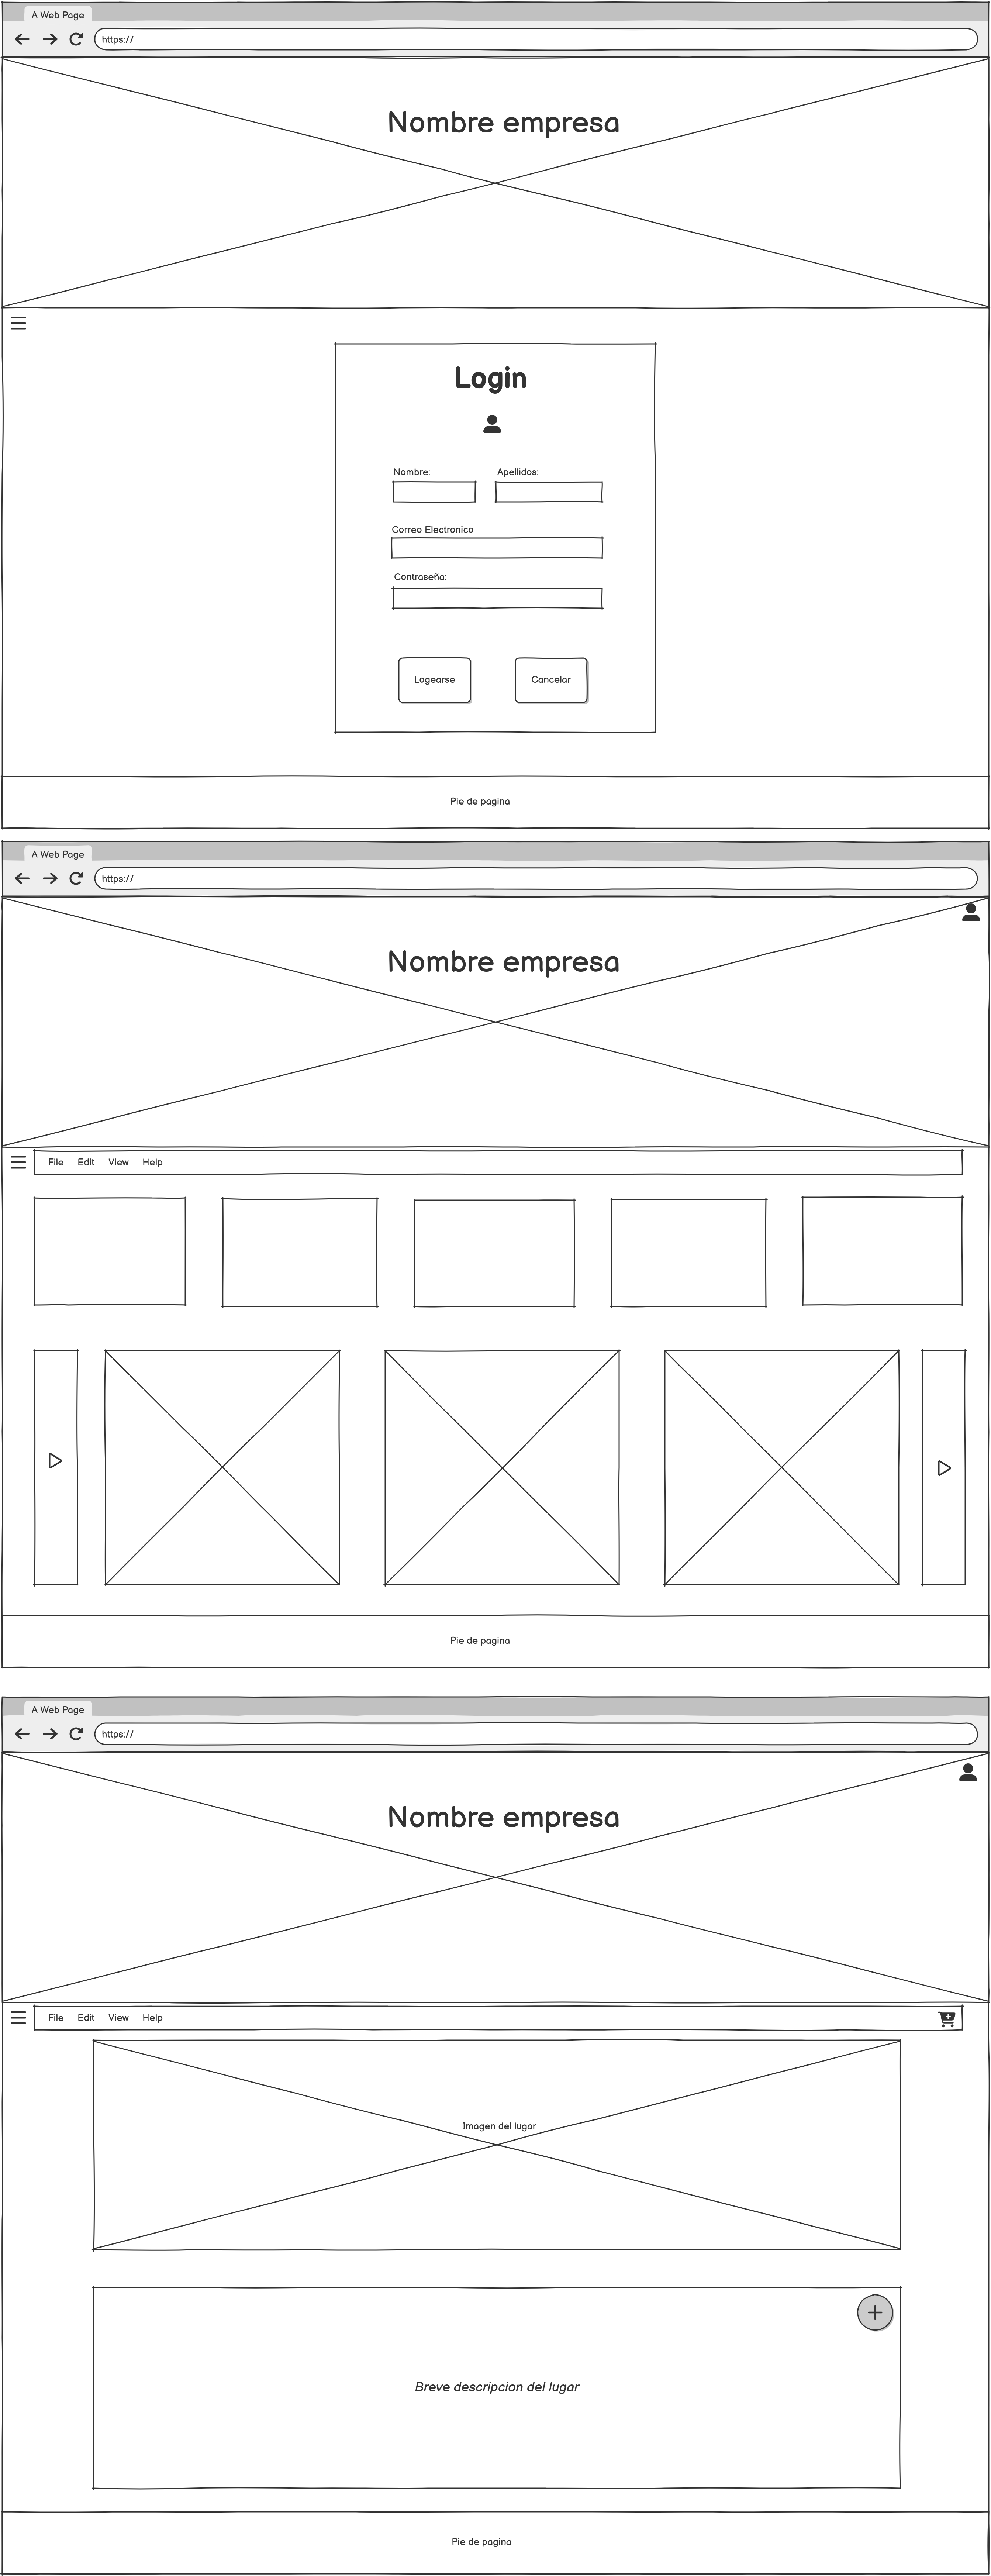 A Web Page
https://
Nombre empresa
Login
Nombre: Apellidos:
Correo Electronico
Contraseña:
Logearse Cancelar
Pie de pagina
A Web Page
https://
Nombre empresa
File Edit View Help
Pie de pagina
A Web Page
https://
Nombre empresa
File Edit View Help
Imagen del lugar
Breve descripcion del lugar
Pie de pagina